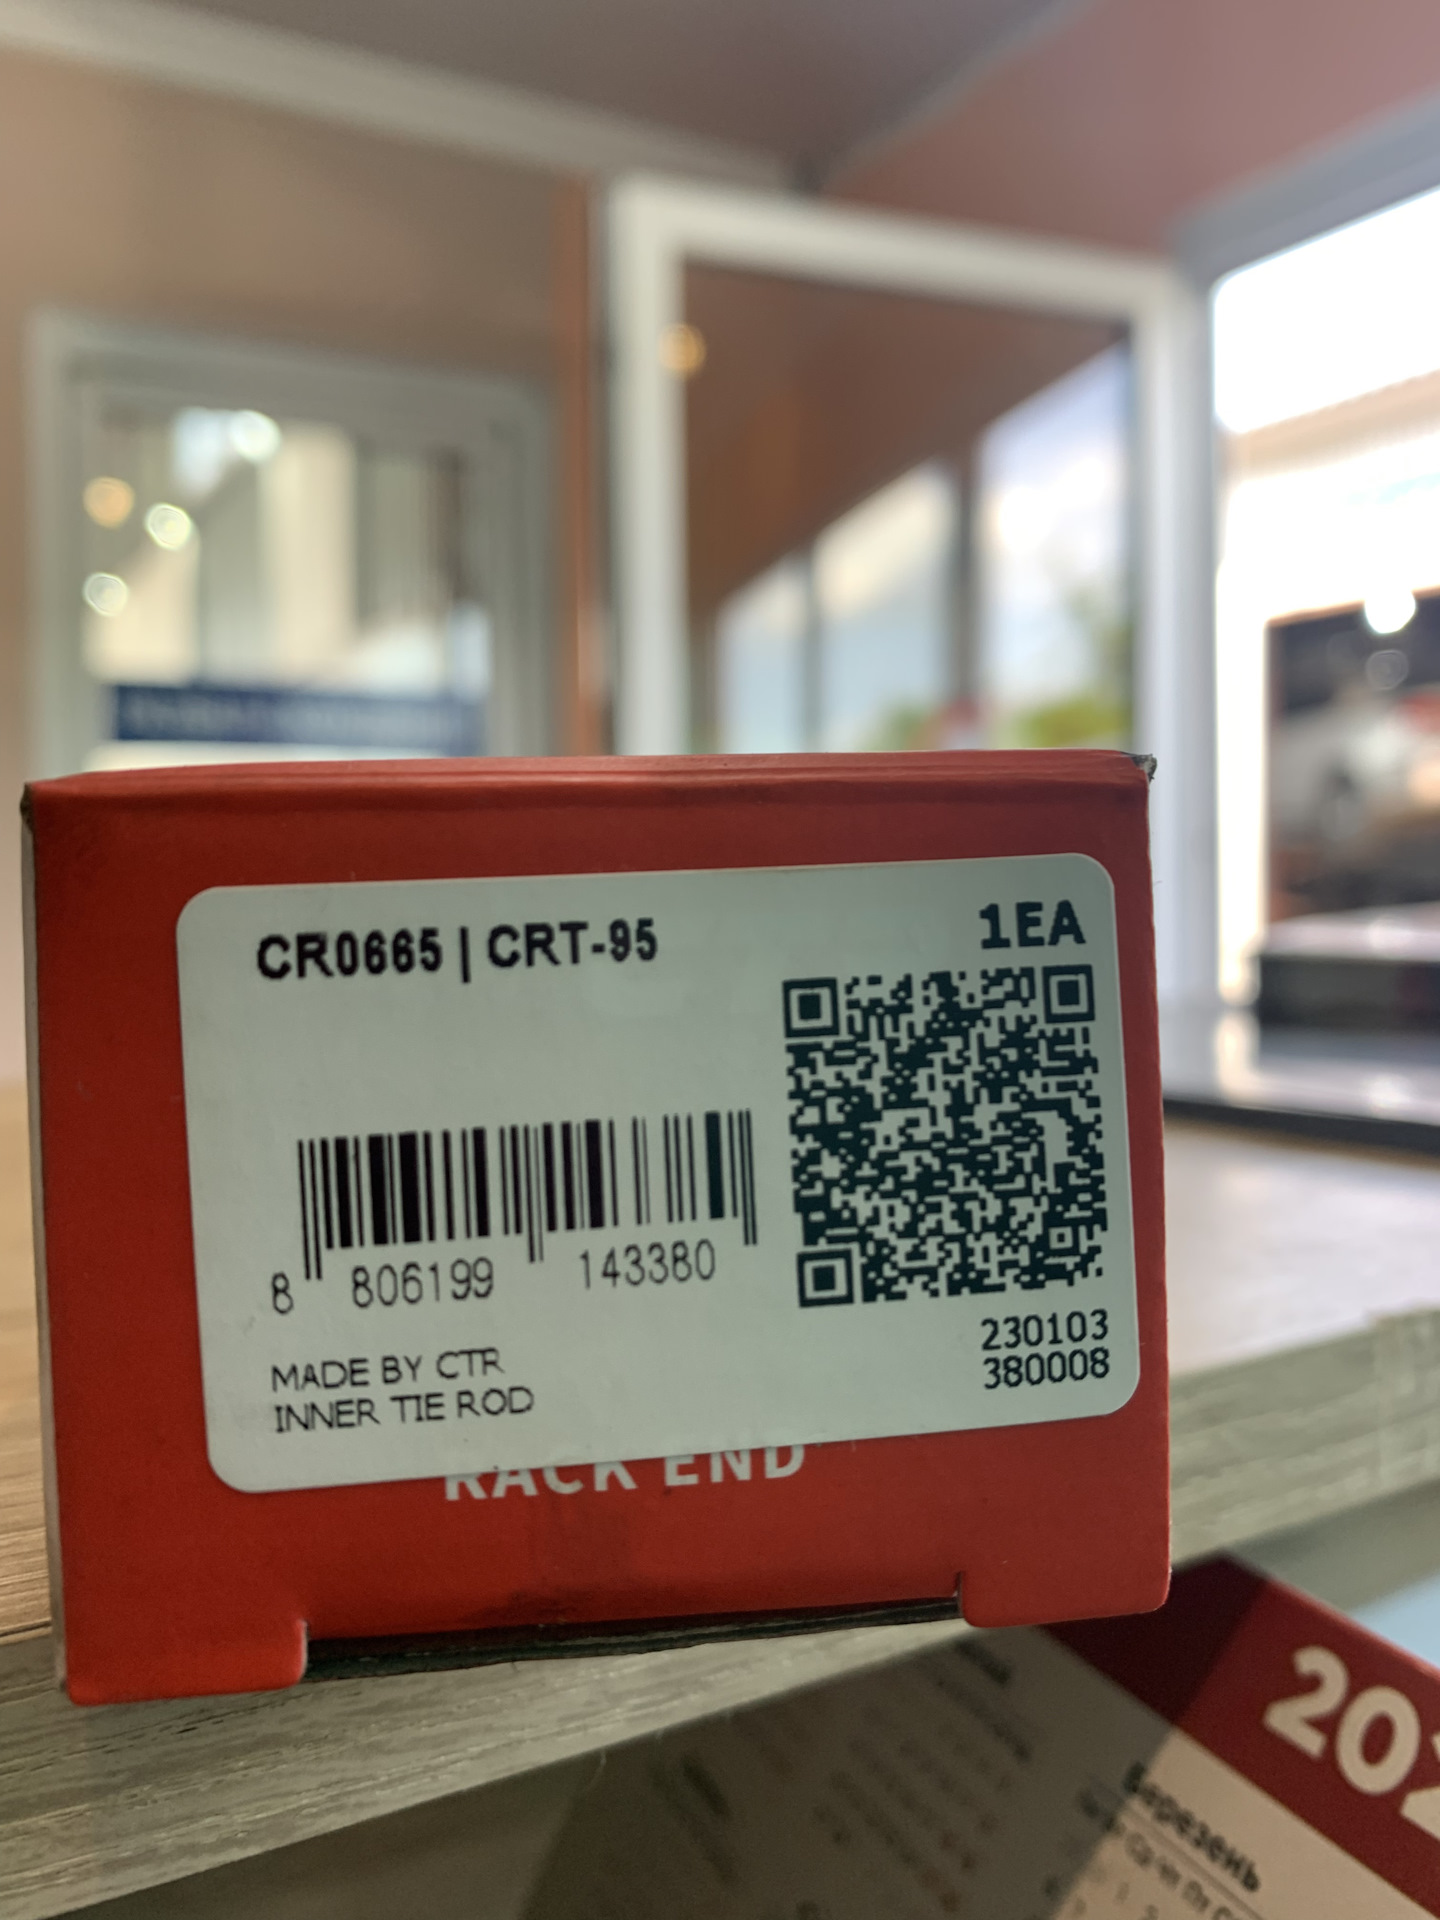 CR0665 | CRT-95
1EA
8 806199 143380
230103
380008
MADE BY CTR
INNER TIE ROD
RACK END
202
Березень